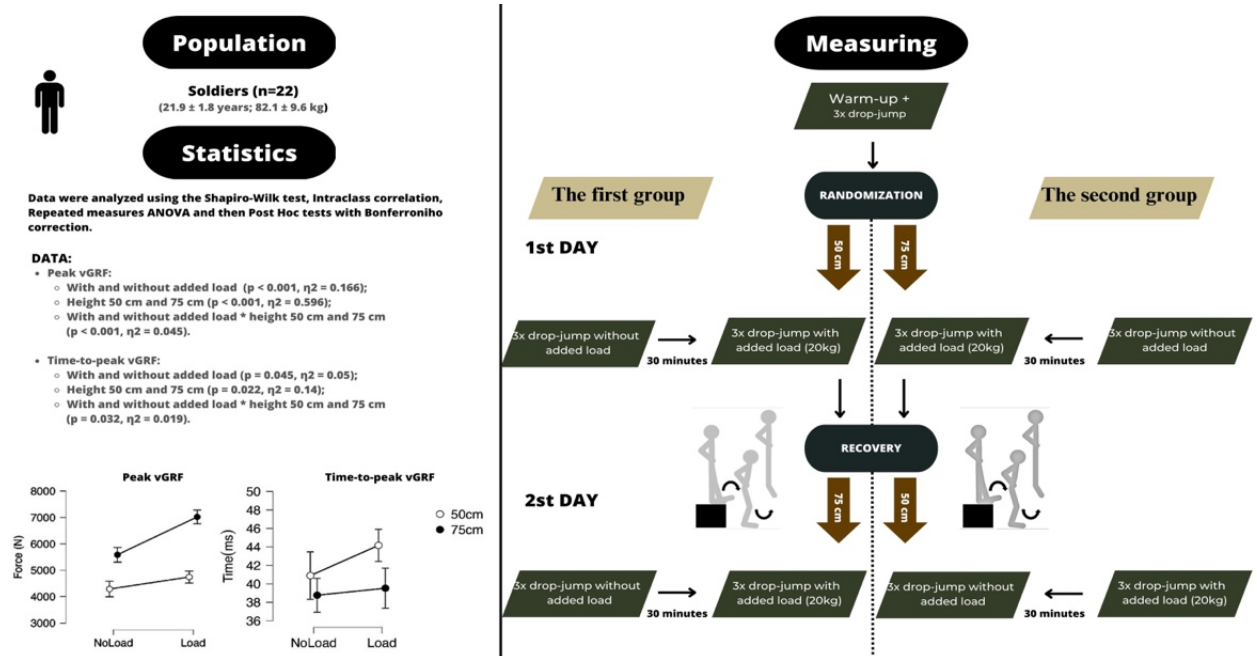 Population
Soldiers (n=22)
(21.9 ± 1.8 years; 82.1 ± 9.6 kg)
Statistics
Data were analyzed using the Shapiro-Wilk test, Intraclass correlation,
Repeated measures ANOVA and then Post Hoc tests with Bonferroniho
correction.
DATA:
• Peak vGRF:
○ With and without added load (p < 0.001, η2 = 0.166);
○ Height 50 cm and 75 cm (p < 0.001, η2 = 0.596);
○ With and without added load * height 50 cm and 75 cm
(p < 0.001, η2 = 0.045).
• Time-to-peak vGRF:
○ With and without added load (p = 0.045, η2 = 0.05);
○ Height 50 cm and 75 cm (p = 0.022, η2 = 0.14);
○ With and without added load * height 50 cm and 75 cm
(p = 0.032, η2 = 0.019).
Peak vGRF
Force (N)
8000
7000
6000
5000
4000
3000
NoLoad Load
Time-to-peak vGRF
Time(ms)
50
48
46
44
42
40
38
36
NoLoad Load
50cm
75cm
Measuring
Warm-up +
3x drop-jump
The first group
RANDOMIZATION
The second group
1st DAY
50 cm
75 cm
3x drop-jump without
added load
30 minutes
3x drop-jump with
added load (20kg)
3x drop-jump with
added load (20kg)
30 minutes
3x drop-jump without
added load
RECOVERY
2st DAY
75 cm
50 cm
3x drop-jump without
added load
30 minutes
3x drop-jump with
added load (20kg)
3x drop-jump without
added load
30 minutes
3x drop-jump with
added load (20kg)